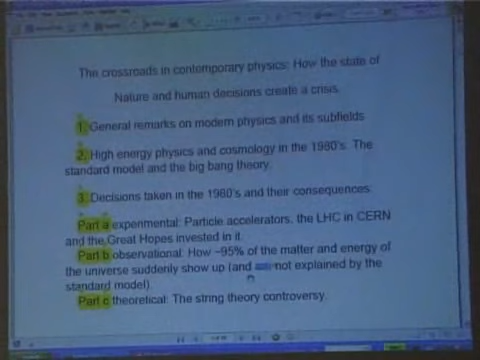 The crossroads in contemporary physics: How the state of
Nature and human decisions create a crisis.
1. General remarks on modern physics and its subfields
2. High energy physics and cosmology in the 1980's. The
standard model and the big bang theory.
3. Decisions taken in the 1980's and their consequences:
Part a experimental: Particle accelerators, the LHC in CERN
and the Great Hopes invested in it.
Part b observational: How ~95% of the matter and energy of
the universe suddenly show up (and not explained by the
standard model).
Part c theoretical: The string theory controversy.